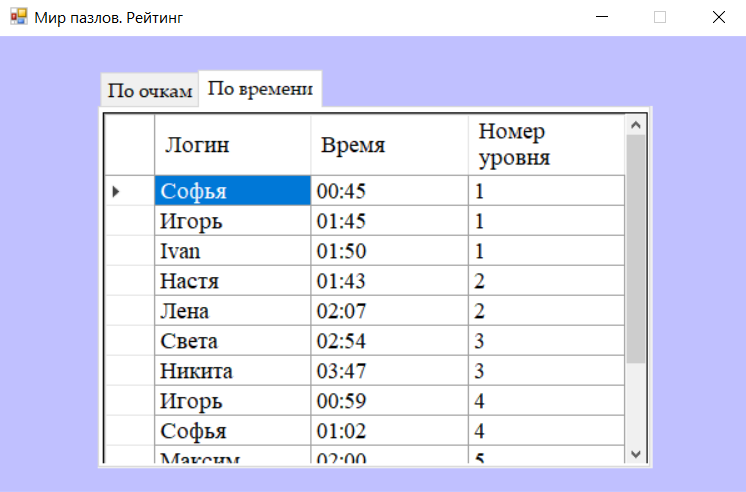 Мир пазлов. Рейтинг
По очкам По времени
Логин Время Номер уровня
Софья 00:45 1
Игорь 01:45 1
Ivan 01:50 1
Настя 01:43 2
Лена 02:07 2
Света 02:54 3
Никита 03:47 3
Игорь 00:59 4
Софья 01:02 4
Максим 02:00 5